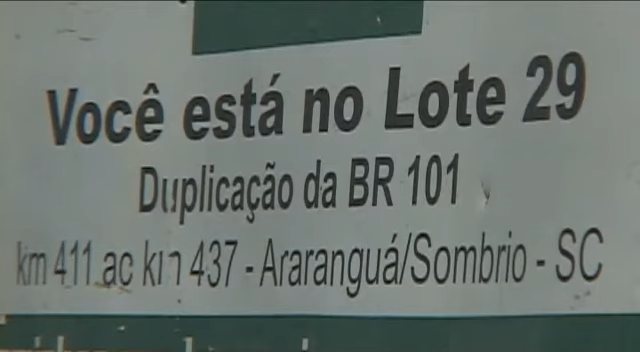 Você está no Lote 29
Duplicação da BR 101
km 411 ao km 437 - Araranguá/Sombrio - SC